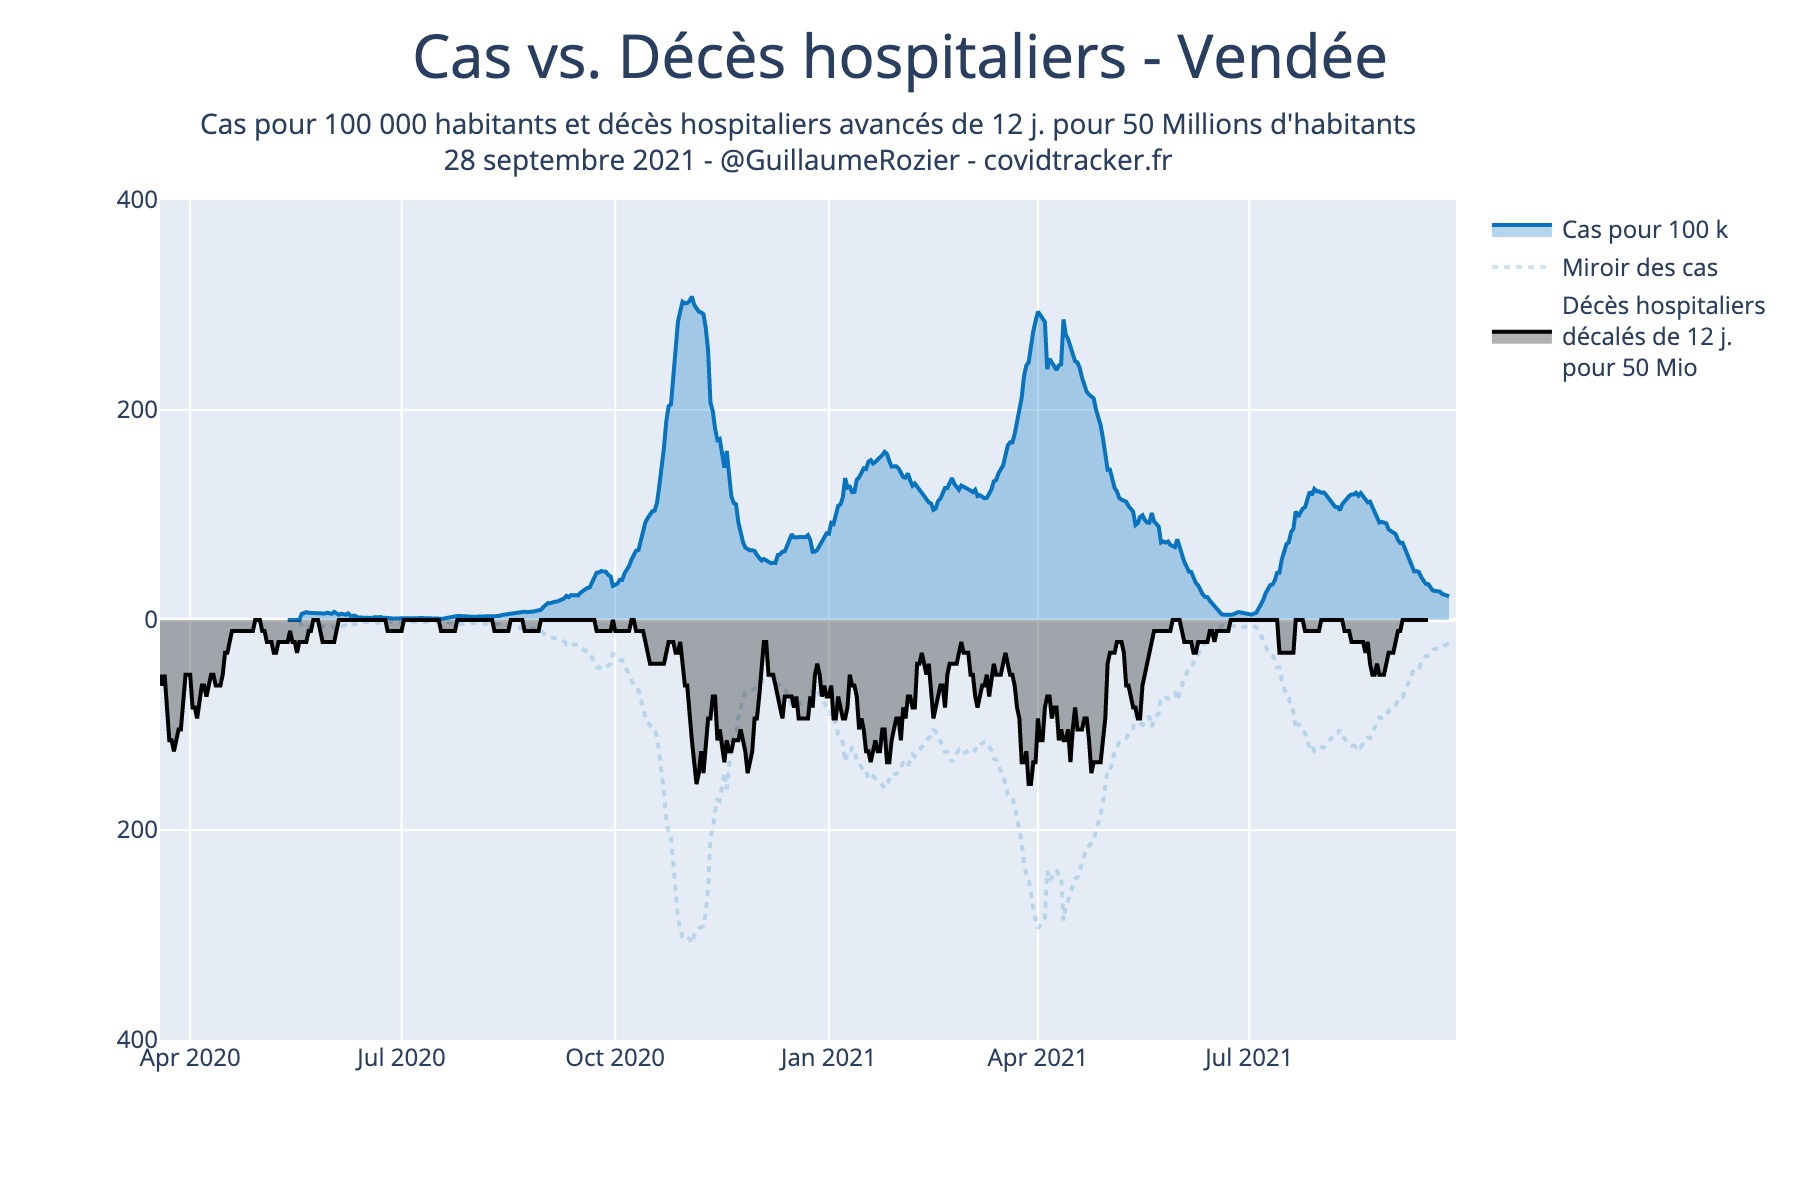 Cas vs. Décès hospitaliers - Vendée
Cas pour 100 000 habitants et décès hospitaliers avancés de 12 j. pour 50 Millions d'habitants
28 septembre 2021 - @GuillaumeRozier - covidtracker.fr
400
200
0
200
400
Apr 2020
Jul 2020
Oct 2020
Jan 2021
Apr 2021
Jul 2021
Cas pour 100 k
Miroir des cas
Décès hospitaliers
décalés de 12 j.
pour 50 Mio